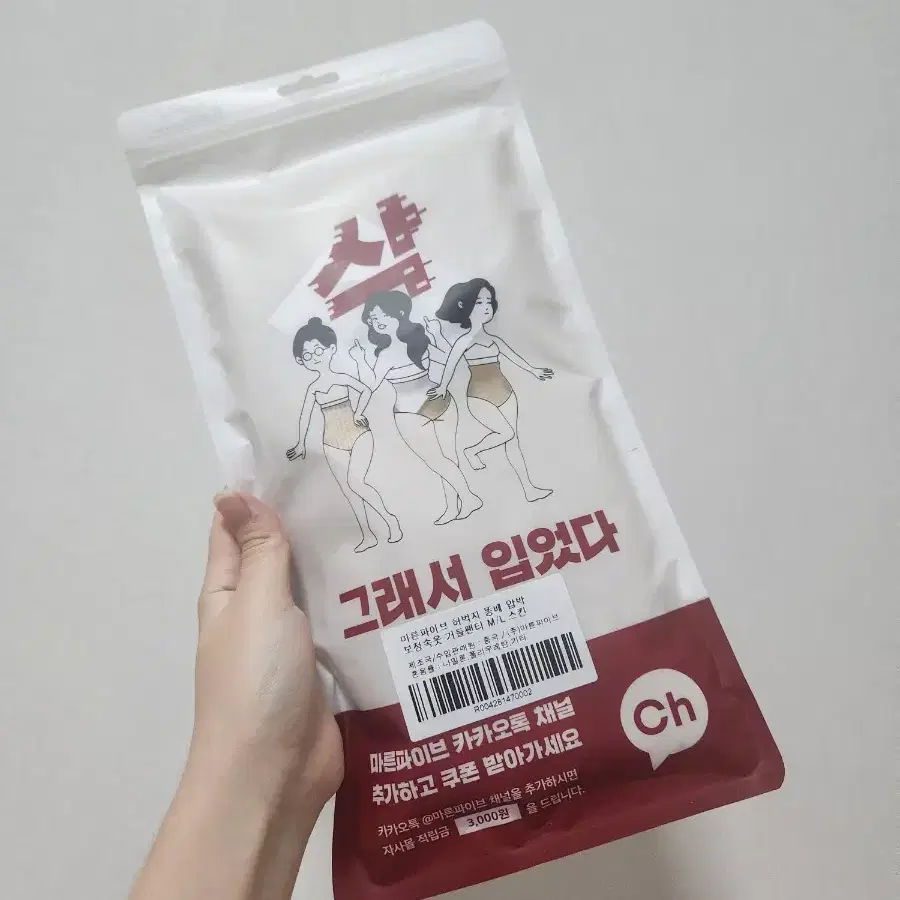 삽
그래서 입었다
마른파이브 허벅지 똥배 압박
보정속옷 거들팬티 M/L 스킨
제조국/수입판매원 : 중국 / (주)마른파이브
혼용률 : 나일론,폴리우레탄,기타
R004281470002
마른파이브 카카오톡 채널
추가하고 쿠폰 받아가세요
Ch
카카오톡 @마른파이브 채널을 추가하시면
자사몰 적립금 3,000원 을 드립니다.